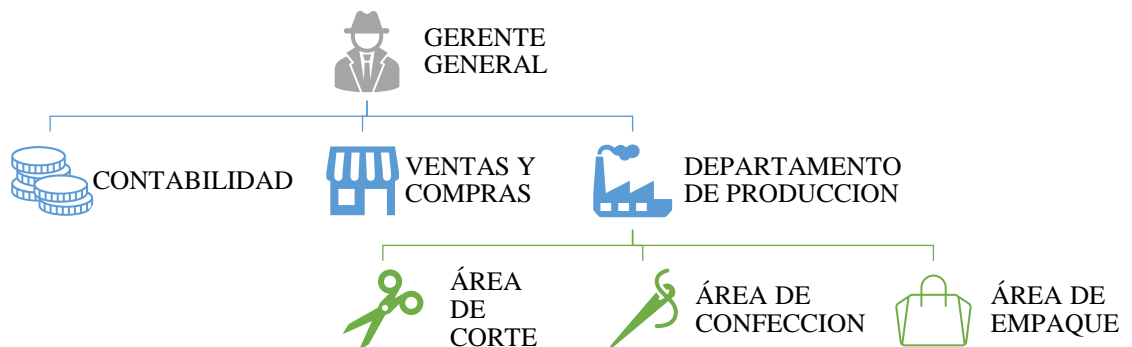 GERENTE
GENERAL
CONTABILIDAD
VENTAS Y
COMPRAS
DEPARTAMENTO
DE PRODUCCION
ÁREA
DE
CORTE
ÁREA DE
CONFECCION
ÁREA DE
EMPAQUE